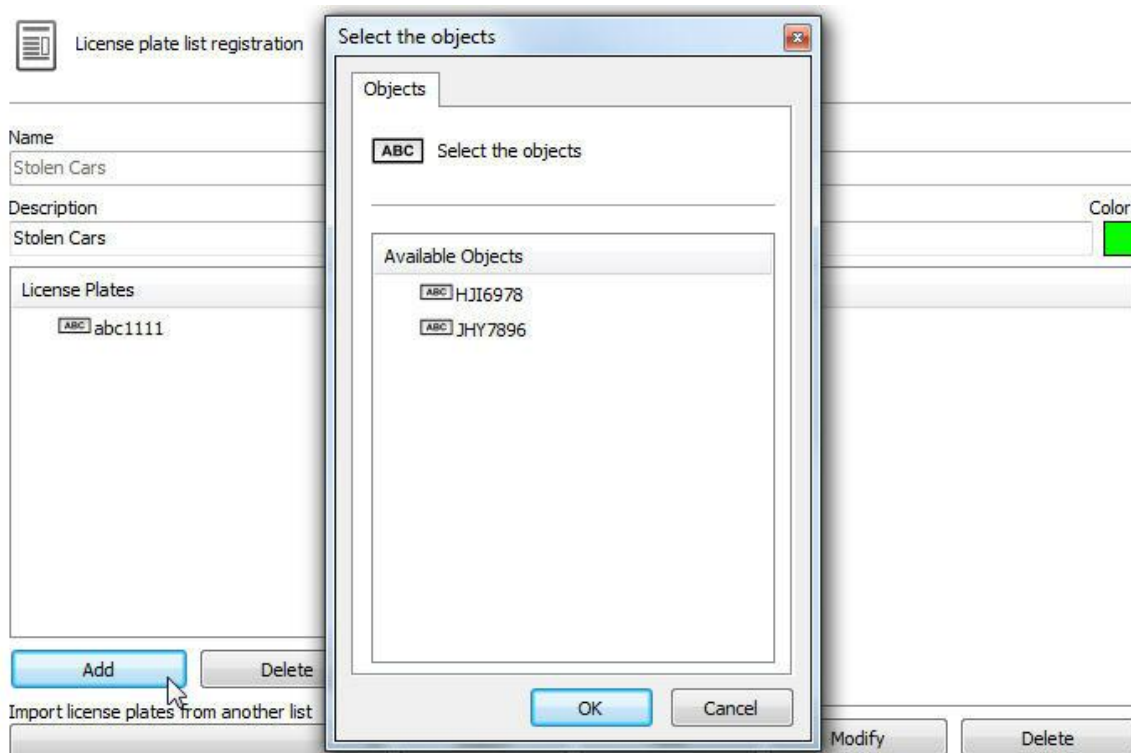 License plate list registration
Name
Stolen Cars
Description
Color
Stolen Cars
License Plates
ABC abc1111
Add
Delete
Import license plates from another list
Modify
Delete
Select the objects
Objects
ABC Select the objects
Available Objects
ABC HJI6978
ABC JHY7896
OK
Cancel